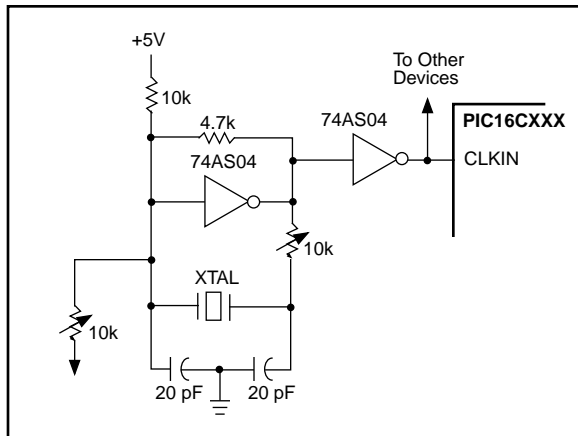 +5V
To Other
Devices
10k
4.7k
74AS04
PIC16CXXX
74AS04
CLKIN
10k
XTAL
10k
20 pF
20 pF